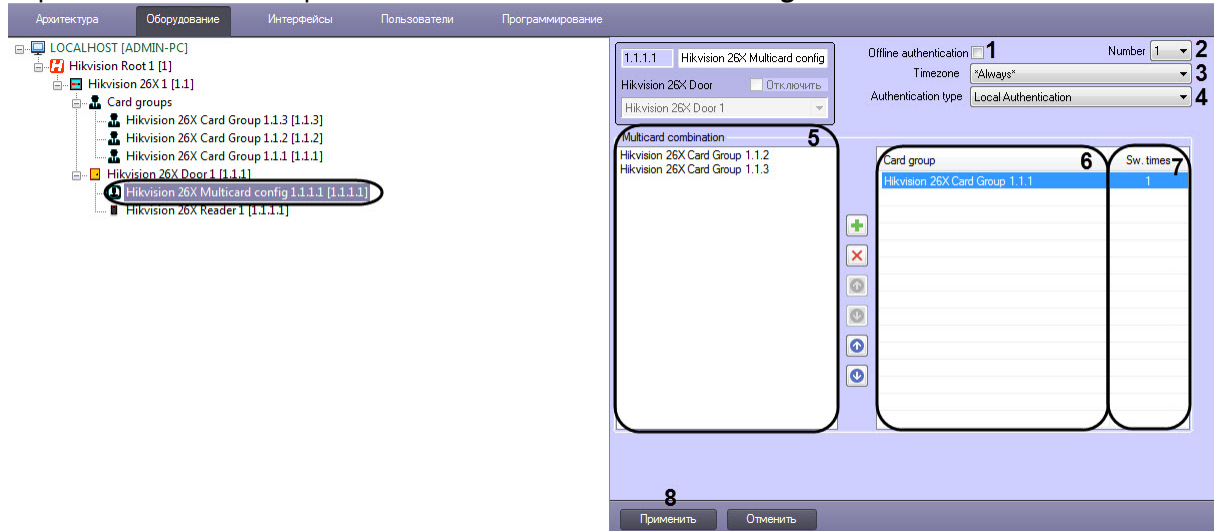 Архитектура Оборудование Интерфейсы Пользователи Программирование
LOCALHOST [ADMIN-PC]
Hikvision Root 1 [1]
Hikvision 26X 1 [1.1]
Card groups
Hikvision 26X Card Group 1.1.3 [1.1.3]
Hikvision 26X Card Group 1.1.2 [1.1.2]
Hikvision 26X Card Group 1.1.1 [1.1.1]
Hikvision 26X Door 1 [1.1.1]
Hikvision 26X Multicard config 1.1.1.1 [1.1.1.1]
Hikvision 26X Reader 1 [1.1.1.1]
1.1.1.1 Hikvision 26X Multicard config
Hikvision 26X Door Отключить
Hikvision 26X Door 1
Offline authentication 1 Number 1 2
Timezone *Always* 3
Authentication type Local Authentication 4
Multicard combination 5
Hikvision 26X Card Group 1.1.2
Hikvision 26X Card Group 1.1.3
Card group 6 Sw. times 7
Hikvision 26X Card Group 1.1.1 1
8
Применить Отменить